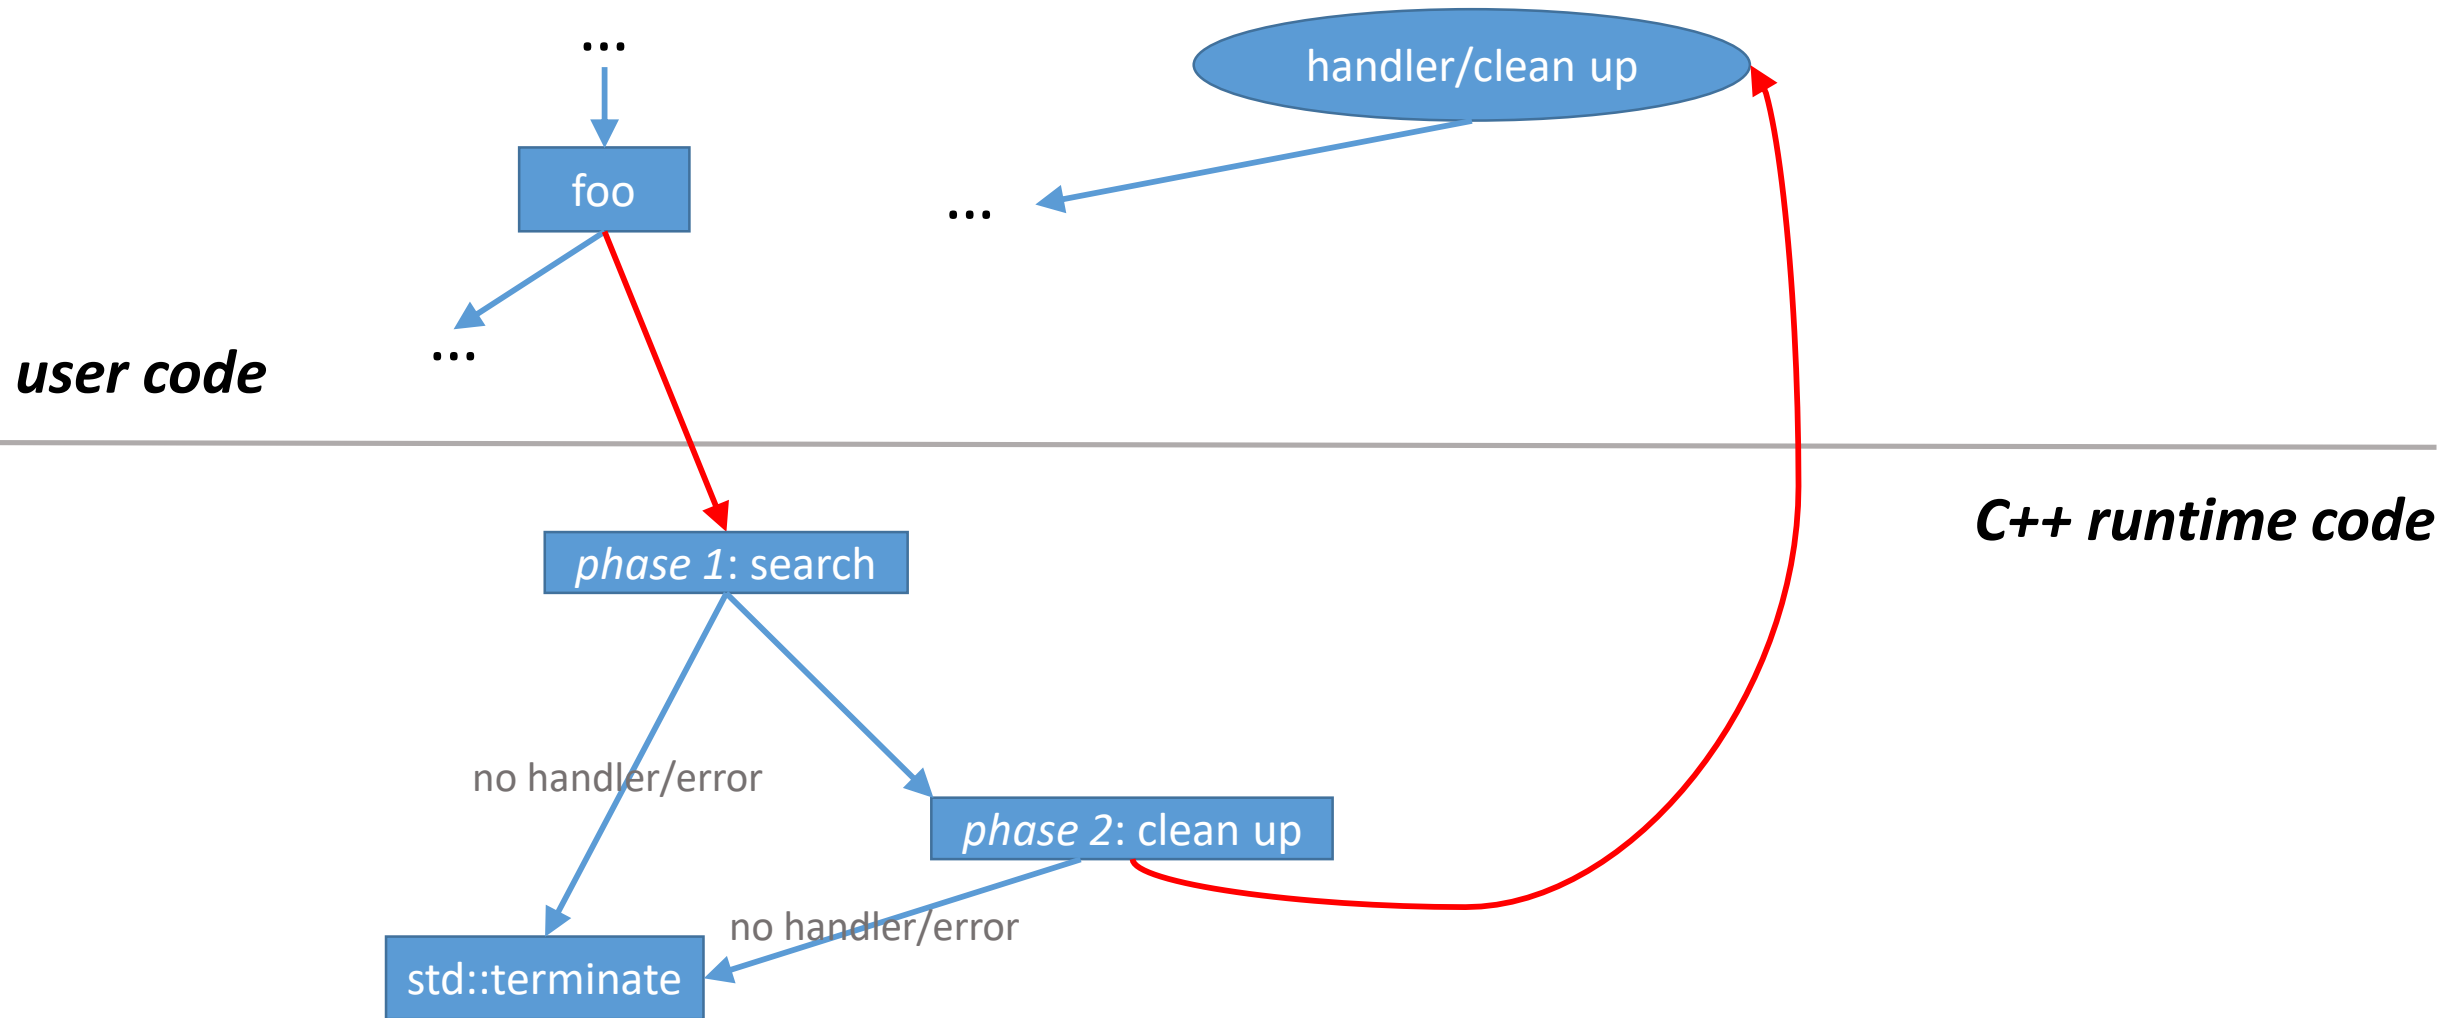 ...
handler/clean up
foo
...
...
user code
C++ runtime code
phase 1: search
no handler/error
phase 2: clean up
no handler/error
std::terminate